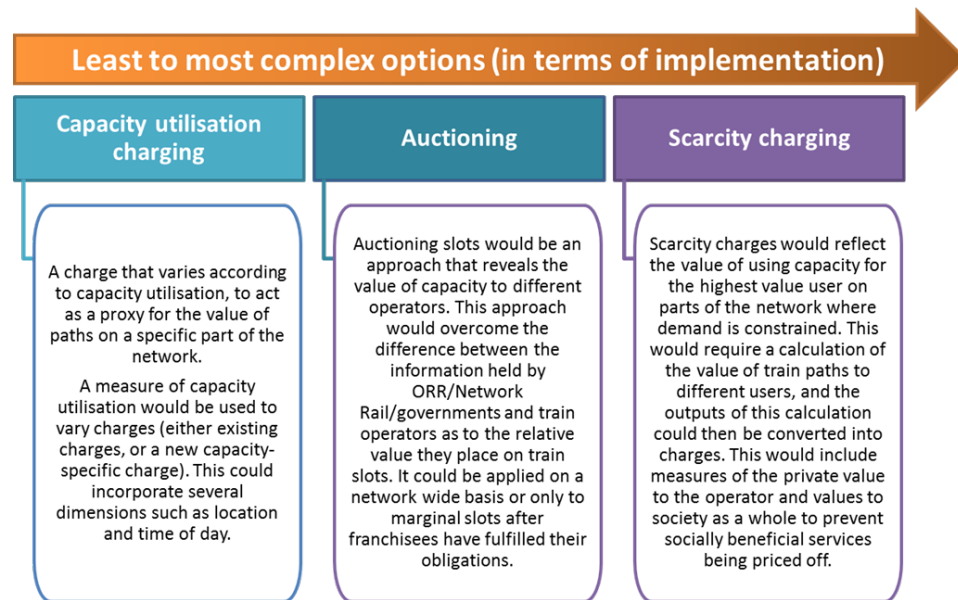 Least to most complex options (in terms of implementation)
Capacity utilisation
charging
Auctioning
Scarcity charging
A charge that varies according
to capacity utilisation, to act
as a proxy for the value of
paths on a specific part of the
network.
A measure of capacity
utilisation would be used to
vary charges (either existing
charges, or a new capacity-
specific charge). This could
incorporate several
dimensions such as location
and time of day.
Auctioning slots would be an
approach that reveals the
value of capacity to different
operators. This approach
would overcome the
difference between the
information held by
ORR/Network
Rail/governments and train
operators as to the relative
value they place on train
slots. It could be applied on a
network wide basis or only to
marginal slots after
franchisees have fulfilled their
obligations.
Scarcity charges would reflect
the value of using capacity for
the highest value user on
parts of the network where
demand is constrained. This
would require a calculation of
the value of train paths to
different users, and the
outputs of this calculation
could then be converted into
charges. This would include
measures of the private value
to the operator and values to
society as a whole to prevent
socially beneficial services
being priced off.